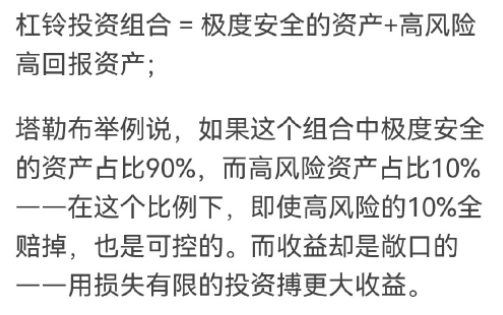 杠铃投资组合 = 极度安全的资产+高风险
高回报资产；
塔勒布举例说，如果这个组合中极度安全
的资产占比90%，而高风险资产占比10%
——在这个比例下，即使高风险的10%全
赔掉，也是可控的。而收益却是敞口的
——用损失有限的投资搏更大收益。